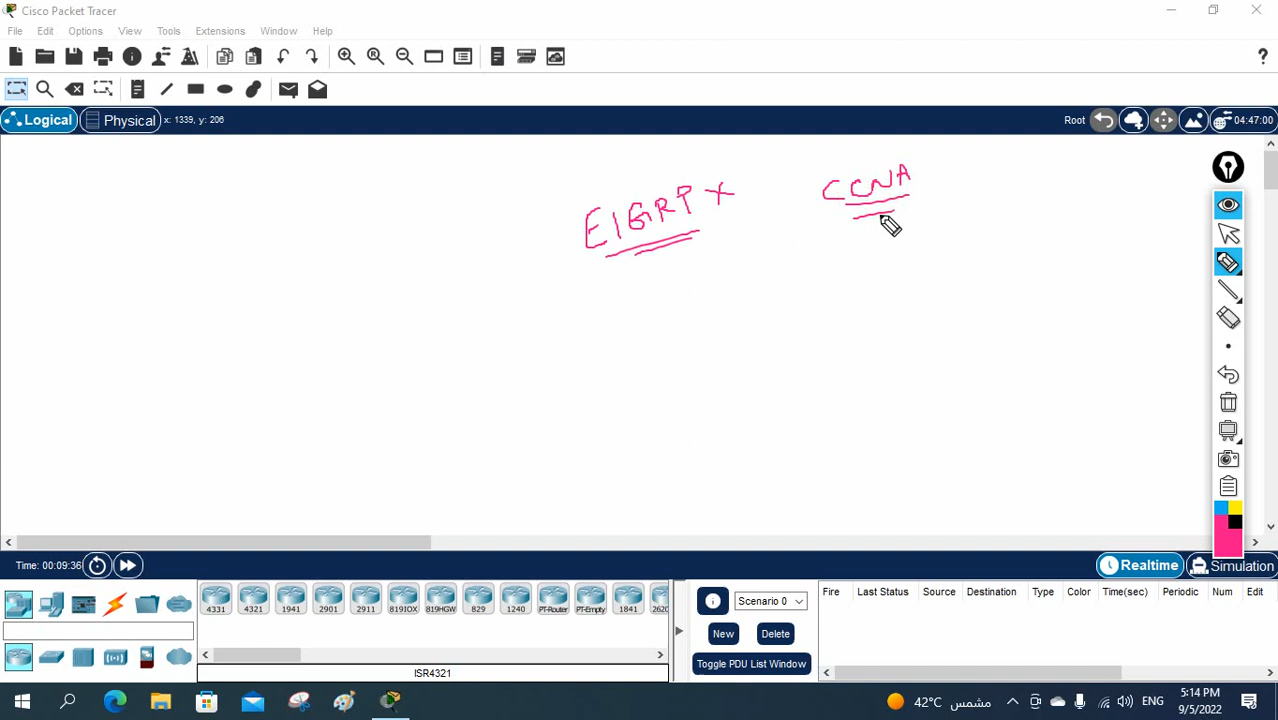 Cisco Packet Tracer
File Edit Options View Tools Extensions Window Help
Logical Physical x: 1339, y: 206 Root 04:47:00
EIGRP X CCNA
Time: 00:09:36 Realtime Simulation
4331 4321 1941 2901 2911 819IOX 819HGW 829 1240 PT-Router PT-Empty 1841 2620
ISR4321
Scenario 0
New Delete
Toggle PDU List Window
Fire Last Status Source Destination Type Color Time(sec) Periodic Num Edit
42°C مشمس ENG 5:14 PM
9/5/2022